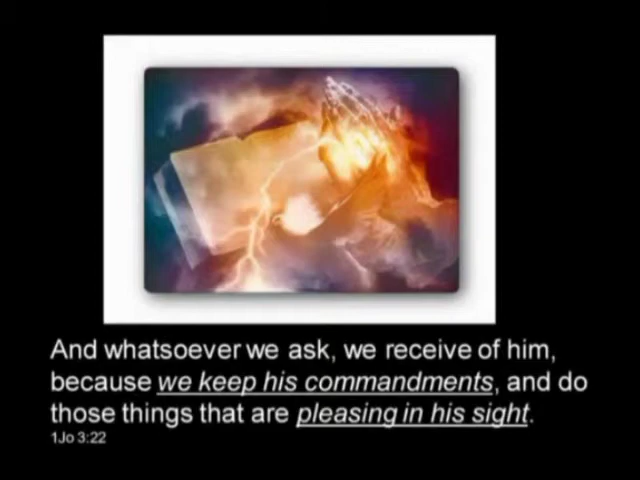 And whatsoever we ask, we receive of him,
because we keep his commandments, and do
those things that are pleasing in his sight.
1Jo 3:22